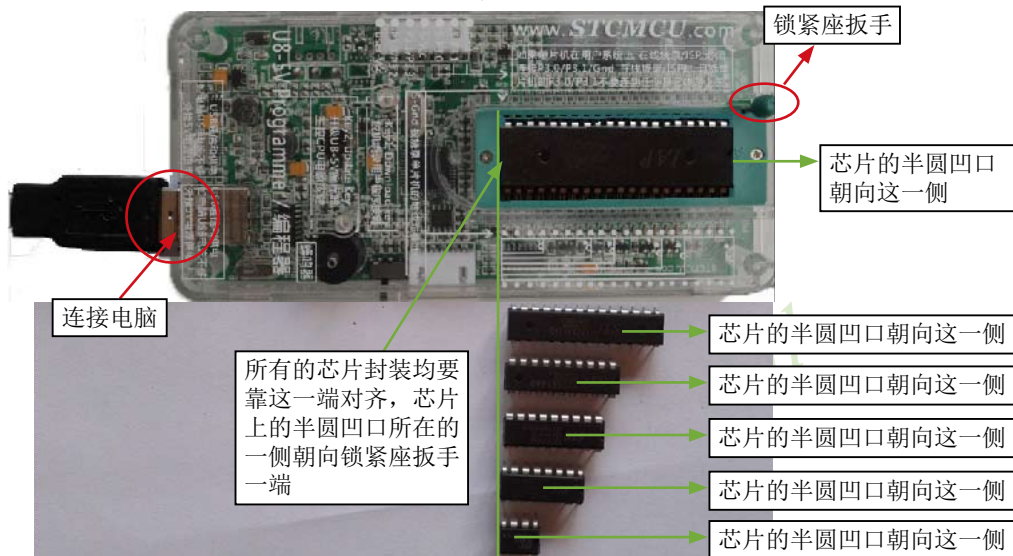 www.STCMCU.com
锁紧座扳手
U8-5V Programmer / 编程器
芯片的半圆凹口
朝向这一侧
连接电脑
芯片的半圆凹口朝向这一侧
所有的芯片封装均要
靠这一端对齐，芯片
上的半圆凹口所在的
一侧朝向锁紧座扳手
一端
芯片的半圆凹口朝向这一侧
芯片的半圆凹口朝向这一侧
芯片的半圆凹口朝向这一侧
芯片的半圆凹口朝向这一侧